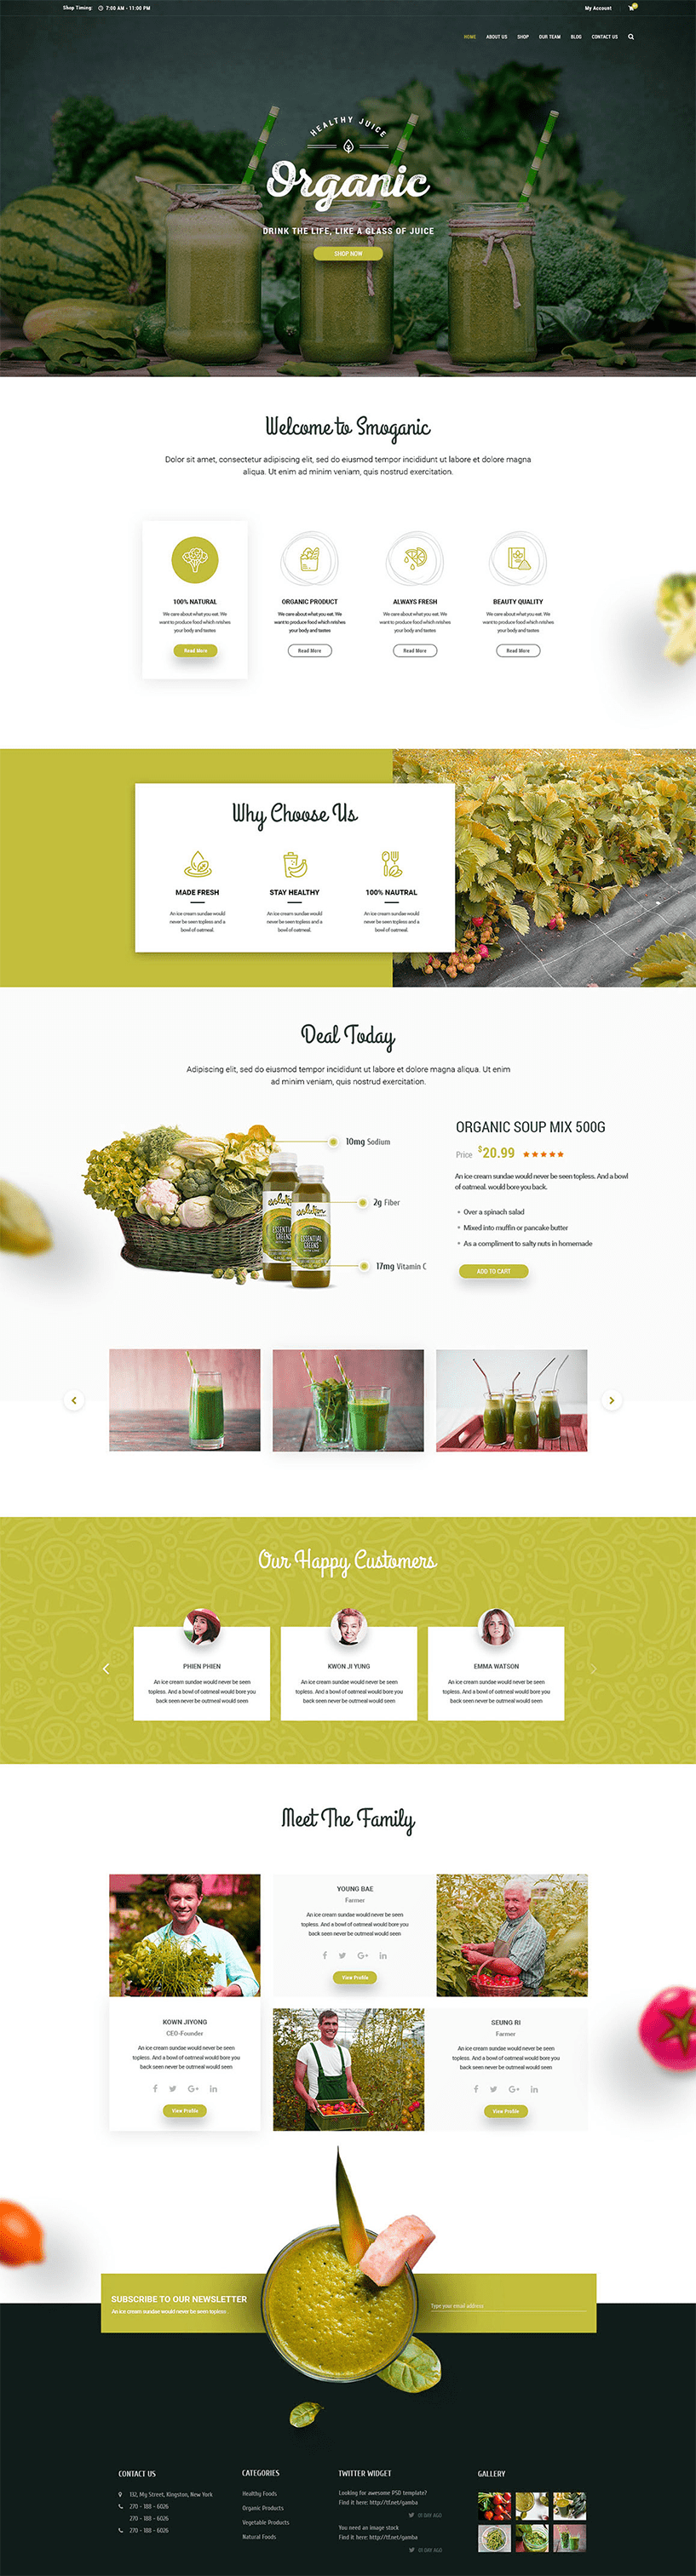 Shop Timing: 7:00 AM - 11:00 PM
My Account
HOME ABOUT US SHOP OUR TEAM BLOG CONTACT US
HEALTHY JUICE
Organic
DRINK THE LIFE, LIKE A GLASS OF JUICE
SHOP NOW
Welcome to Smoganic
Dolor sit amet, consectetur adipiscing elit, sed do eiusmod tempor incididunt ut labore et dolore magna
aliqua. Ut enim ad minim veniam, quis nostrud exercitation.
100% NATURAL
We care about what you eat. We
want to produce food which nrishes
your body and tastes
Read More
ORGANIC PRODUCT
We care about what you eat. We
want to produce food which nrishes
your body and tastes
Read More
ALWAYS FRESH
We care about what you eat. We
want to produce food which nrishes
your body and tastes
Read More
BEAUTY QUALITY
We care about what you eat. We
want to produce food which nrishes
your body and tastes
Read More
Why Choose Us
MADE FRESH
An ice cream sundae would
never be seen topless and a
bowl of oatmeal.
STAY HEALTHY
An ice cream sundae would
never be seen topless and a
bowl of oatmeal.
100% NAUTRAL
An ice cream sundae would
never be seen topless and a
bowl of oatmeal.
Deal Today
Adipiscing elit, sed do eiusmod tempor incididunt ut labore et dolore magna aliqua. Ut enim
ad minim veniam, quis nostrud exercitation.
10mg Sodium
2g Fiber
17mg Vitamin C
evolution
ESSENTIAL
GREENS
WITH LIME
ORGANIC SOUP MIX 500G
Price $20.99
An ice cream sundae would never be seen topless. And a bowl
of oatmeal. would bore you back.
Over a spinach salad
Mixed into muffin or pancake butter
As a compliment to salty nuts in homemade
ADD TO CART
Our Happy Customers
PHIEN PHIEN
An ice cream sundae would never be seen
topless. And a bowl of oatmeal would bore you
back seen never be outmeal would seen
KWON JI YUNG
An ice cream sundae would never be seen
topless. And a bowl of oatmeal would bore you
back seen never be outmeal would seen
EMMA WATSON
An ice cream sundae would never be seen
topless. And a bowl of oatmeal would bore you
back seen never be outmeal would seen
Meet The Family
YOUNG BAE
Farmer
An ice cream sundae would never be seen
topless. And a bowl of oatmeal would bore you
back seen never be outmeal would seen
View Profile
KOWN JIYONG
CEO-Founder
An ice cream sundae would never be seen
topless. And a bowl of oatmeal would bore you
back seen never be outmeal would seen
View Profile
SEUNG RI
Farmer
An ice cream sundae would never be seen
topless. And a bowl of oatmeal would bore you
back seen never be outmeal would seen
View Profile
SUBSCRIBE TO OUR NEWSLETTER
An ice cream sundae would never be seen topless .
Type your email address
CONTACT US
132, My Street, Kingston, New York
270 - 188 - 6026
270 - 188 - 6026
270 - 188 - 6026
CATEGORIES
Healthy Foods
Organic Products
Vegetable Products
Natural Foods
TWITTER WIDGET
Looking for awesome PSD template?
Find it here: http://tf.net/gamba
01 DAY AGO
You need an image stock
Find it here: http://tf.net/gamba
01 DAY AGO
GALLERY